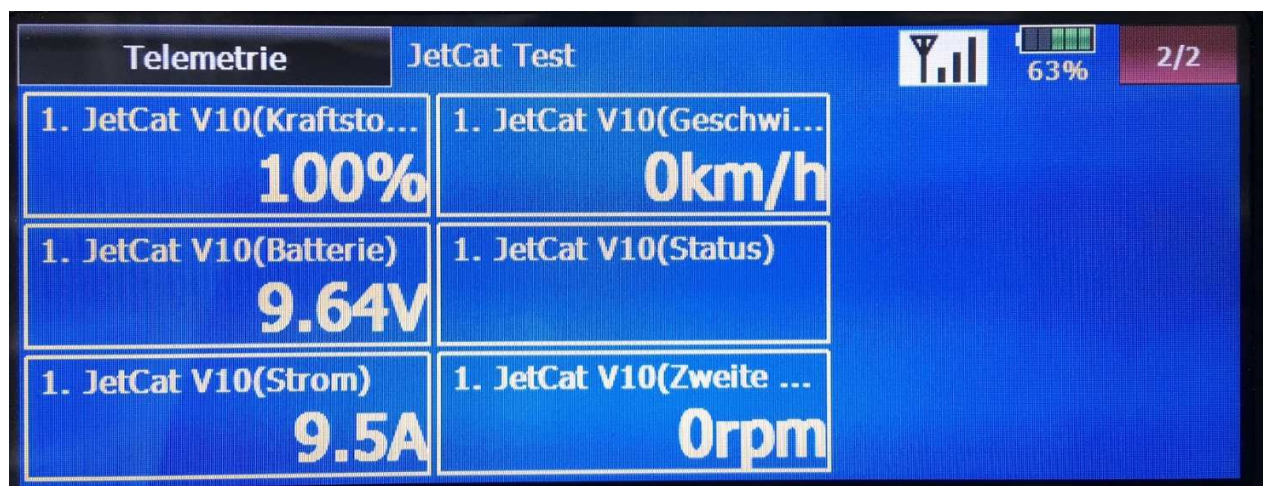 Telemetrie JetCat Test 63% 2/2
1. JetCat V10(Kraftsto... 1. JetCat V10(Geschwi...
100% 0km/h
1. JetCat V10(Batterie) 1. JetCat V10(Status)
9.64V
1. JetCat V10(Strom) 1. JetCat V10(Zweite ...
9.5A 0rpm